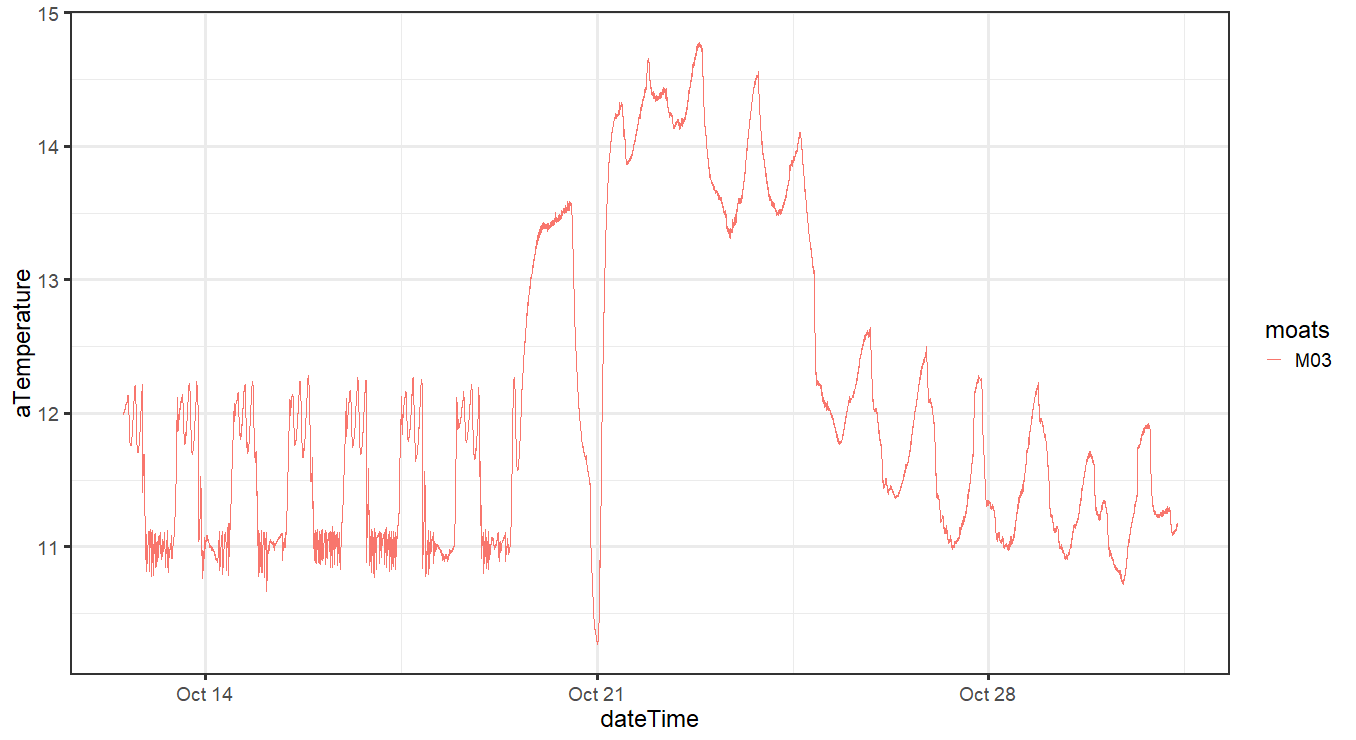 15
14
13
12
11
aTemperature
Oct 14
Oct 21
Oct 28
dateTime
moats
M03